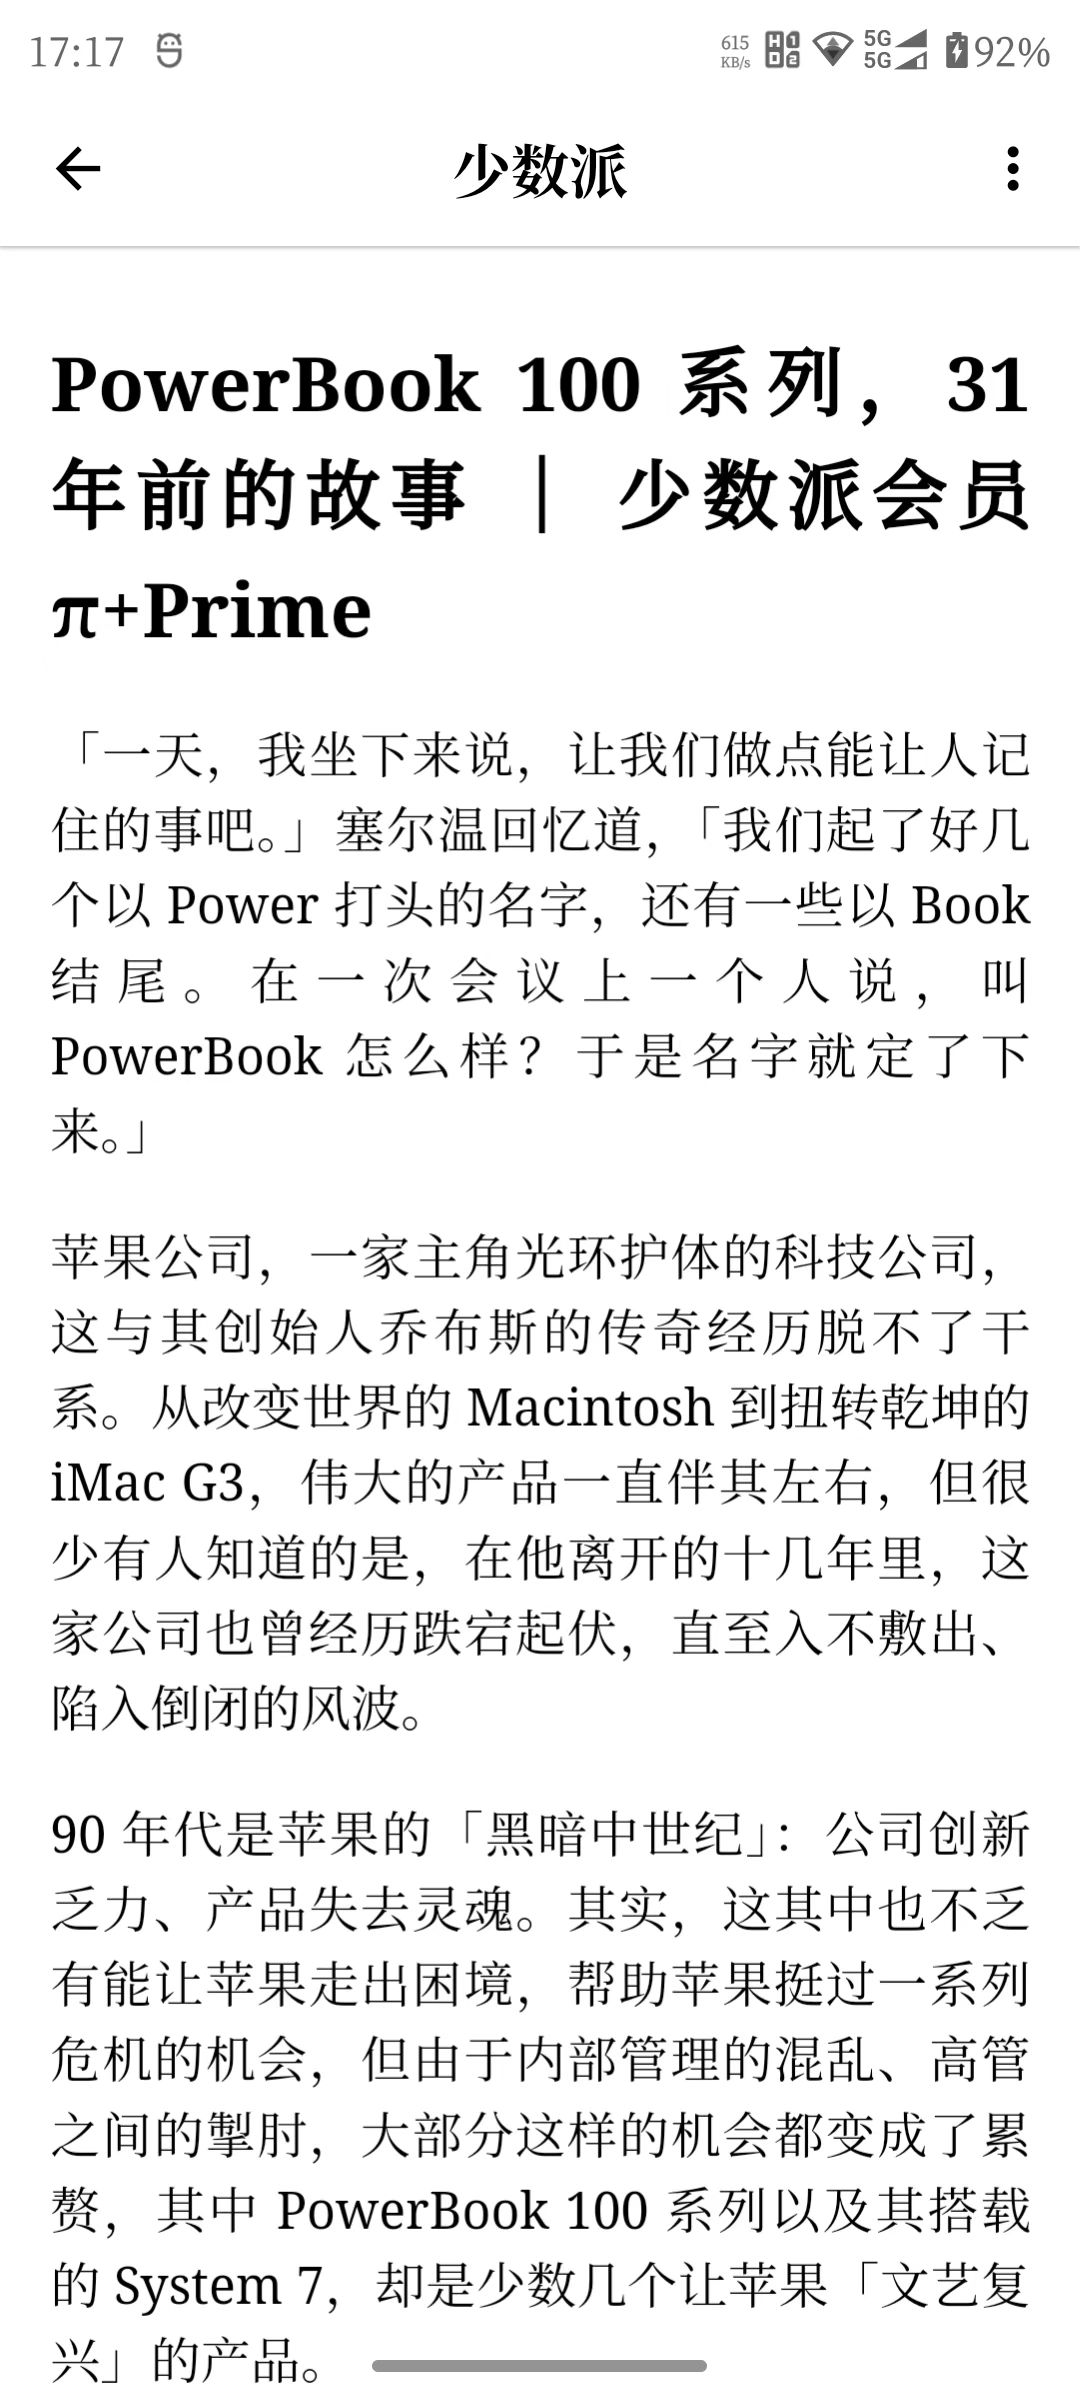 17:17
615
KB/s
HD 1 2
5G
5G
92%
少数派
PowerBook 100 系列，31
年前的故事 ｜ 少数派会员
π+Prime
「一天，我坐下来说，让我们做点能让人记
住的事吧。」塞尔温回忆道，「我们起了好几
个以 Power 打头的名字，还有一些以 Book
结尾。在一次会议上一个人说，叫
PowerBook 怎么样？于是名字就定了下
来。」
苹果公司，一家主角光环护体的科技公司，
这与其创始人乔布斯的传奇经历脱不了干
系。从改变世界的 Macintosh 到扭转乾坤的
iMac G3，伟大的产品一直伴其左右，但很
少有人知道的是，在他离开的十几年里，这
家公司也曾经历跌宕起伏，直至入不敷出、
陷入倒闭的风波。
90 年代是苹果的「黑暗中世纪」：公司创新
乏力、产品失去灵魂。其实，这其中也不乏
有能让苹果走出困境，帮助苹果挺过一系列
危机的机会，但由于内部管理的混乱、高管
之间的掣肘，大部分这样的机会都变成了累
赘，其中 PowerBook 100 系列以及其搭载
的 System 7，却是少数几个让苹果「文艺复
兴」的产品。